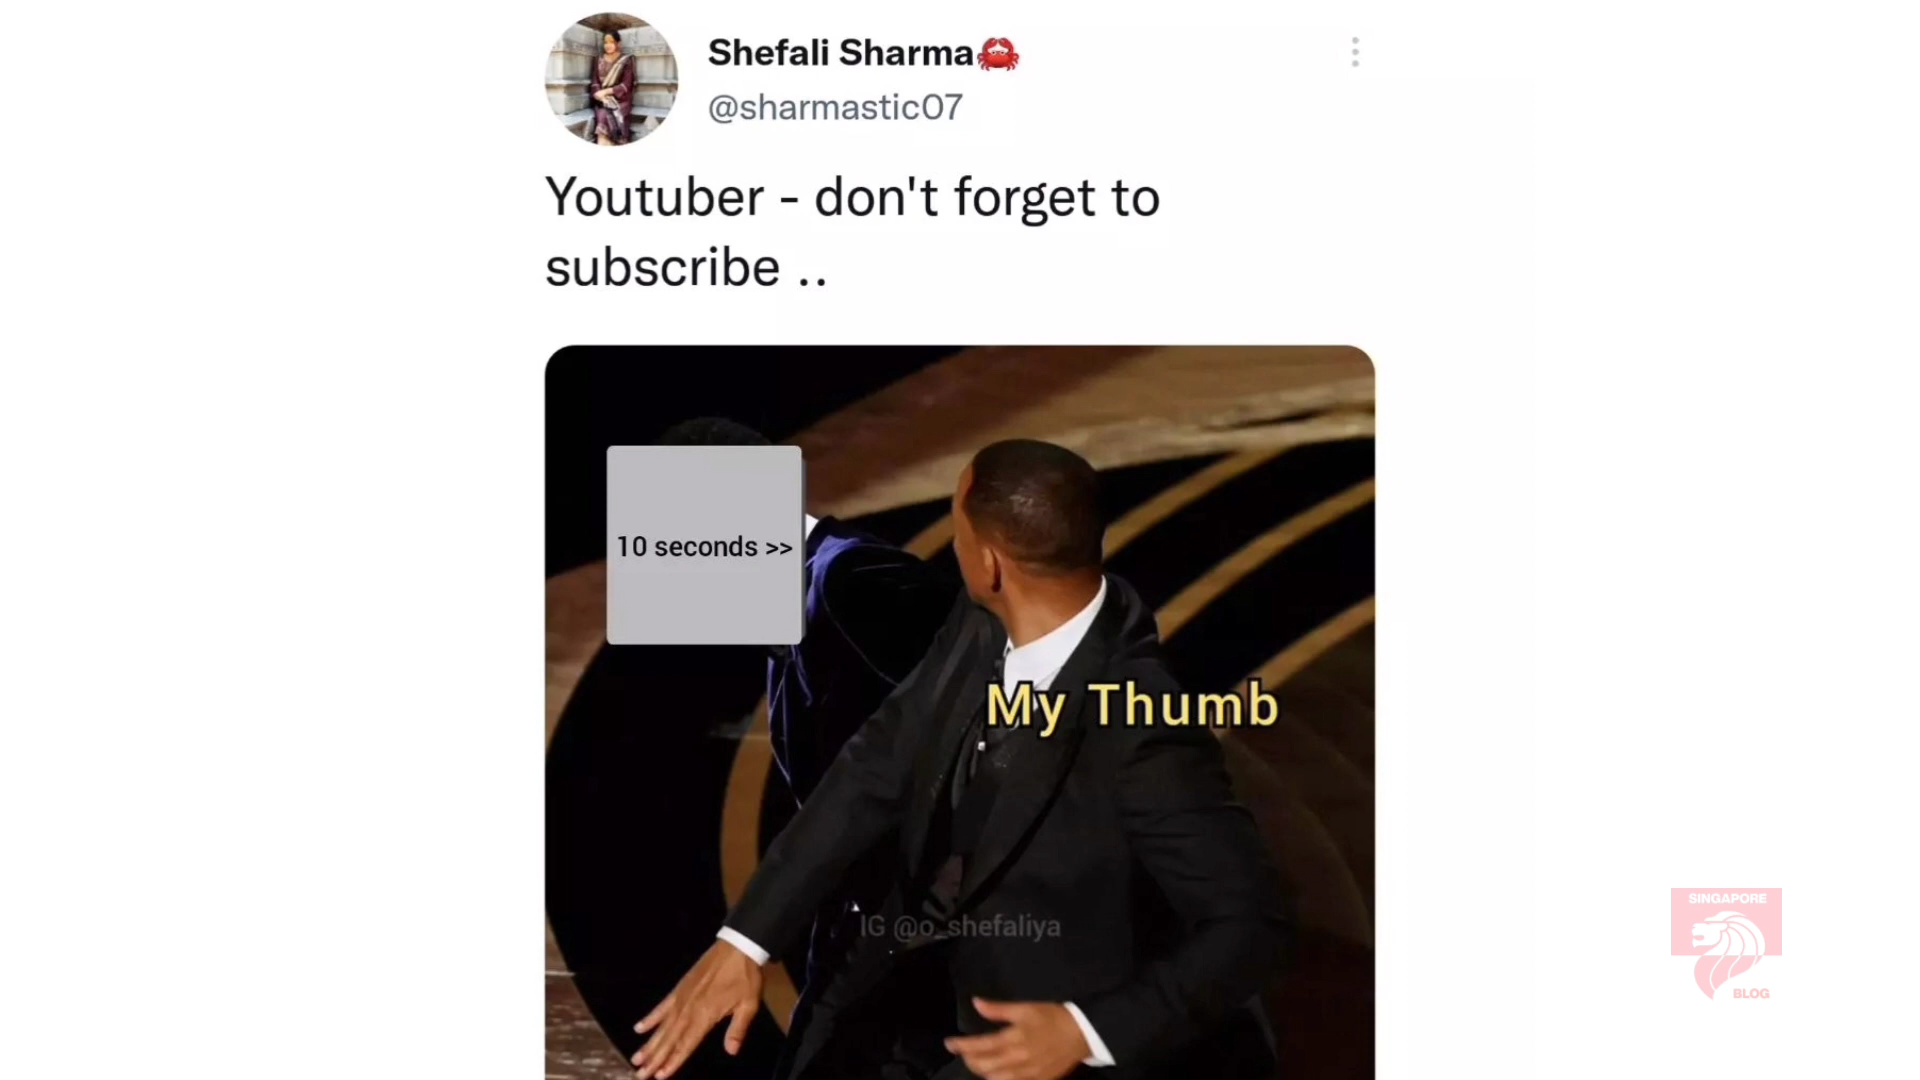 Shefali Sharma🦀
@sharmastic07
Youtuber - don't forget to
subscribe ..
10 seconds >>
My Thumb
IG @o_shefaliya
SINGAPORE
BLOG